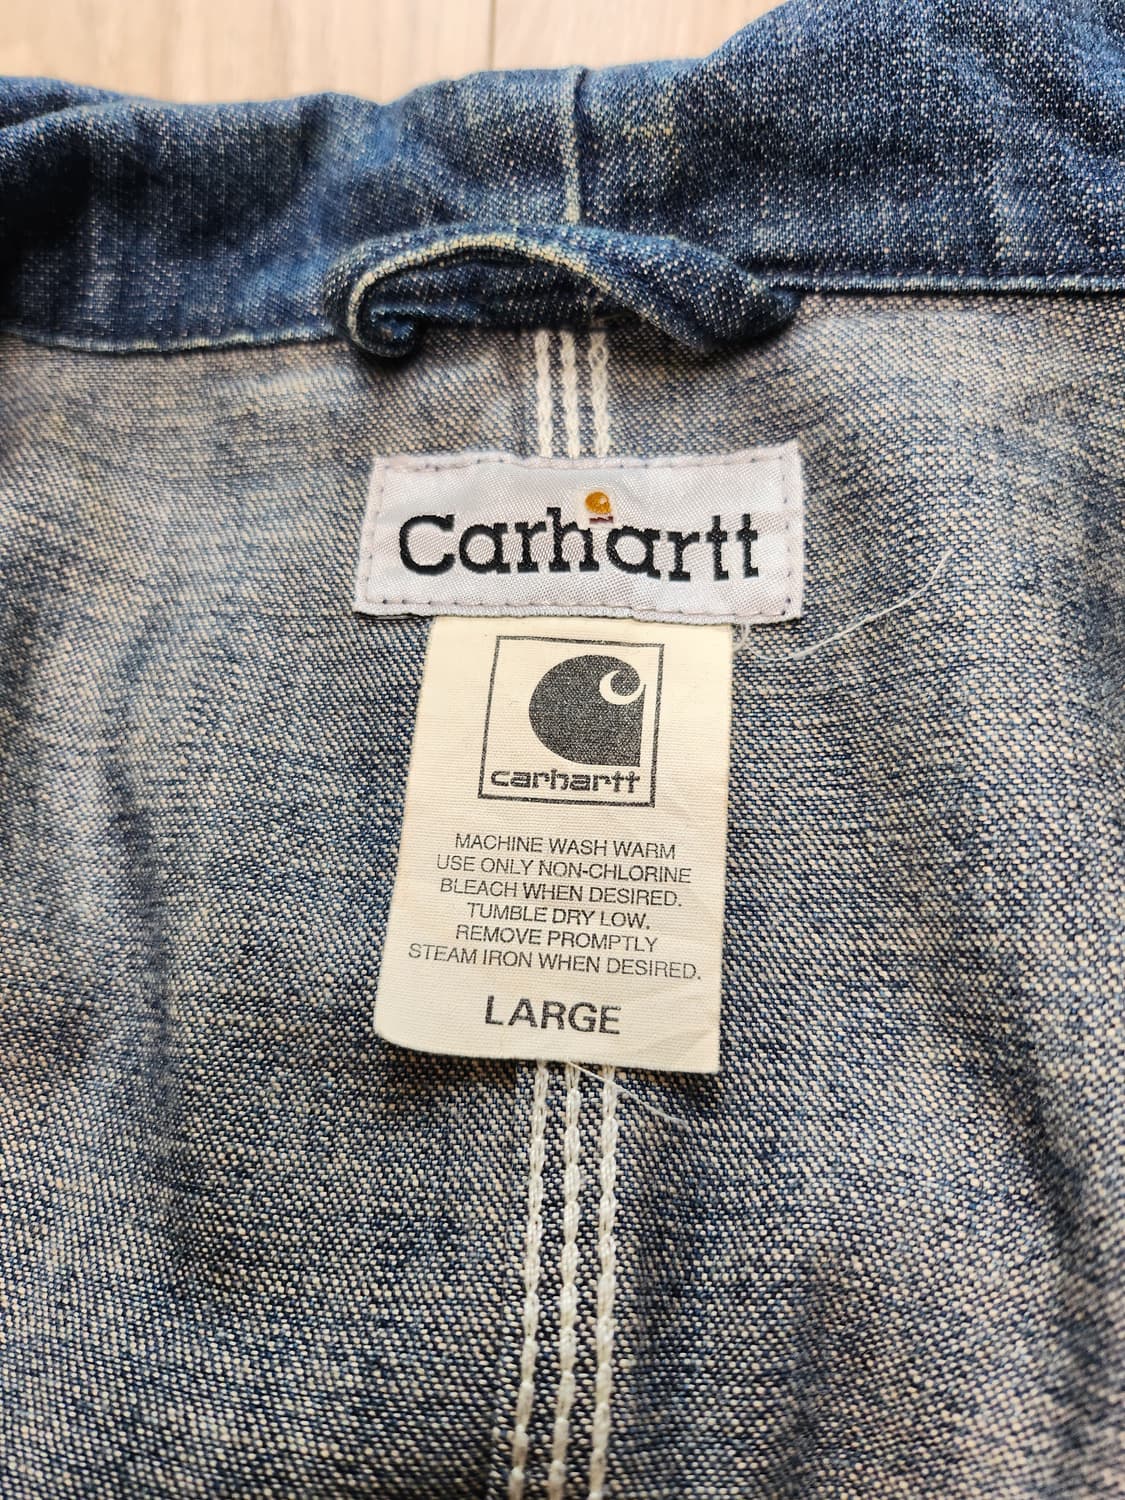 Carhartt
carhartt
MACHINE WASH WARM
USE ONLY NON-CHLORINE
BLEACH WHEN DESIRED.
TUMBLE DRY LOW.
REMOVE PROMPTLY
STEAM IRON WHEN DESIRED.
LARGE